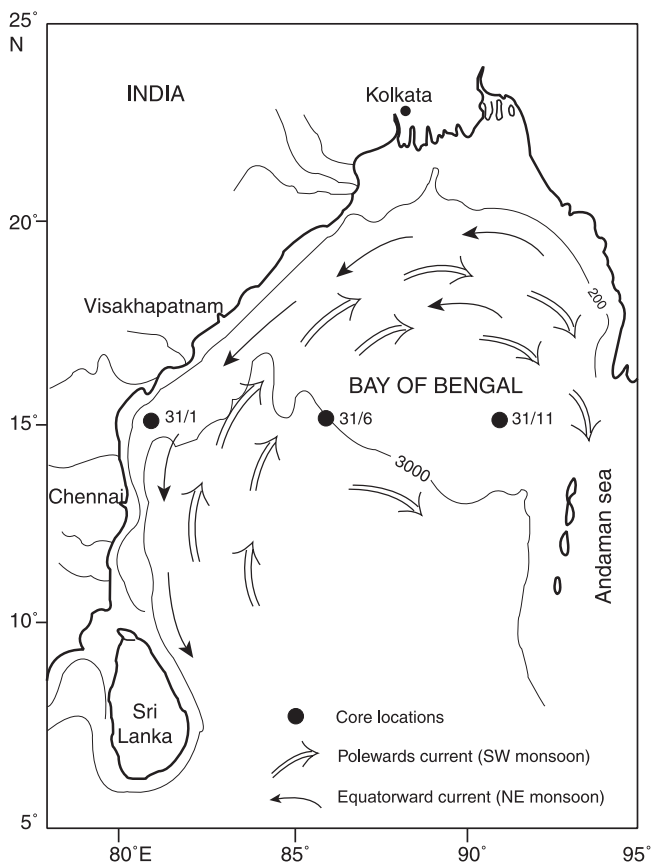 25°
N
INDIA
Kolkata
20°
200
Visakhapatnam
BAY OF BENGAL
15°
31/1
31/6
31/11
3000
Chennai
Andaman sea
10°
Sri
Lanka
Core locations
Polewards current (SW monsoon)
Equatorward current (NE monsoon)
5°
80°E
85°
90°
95°